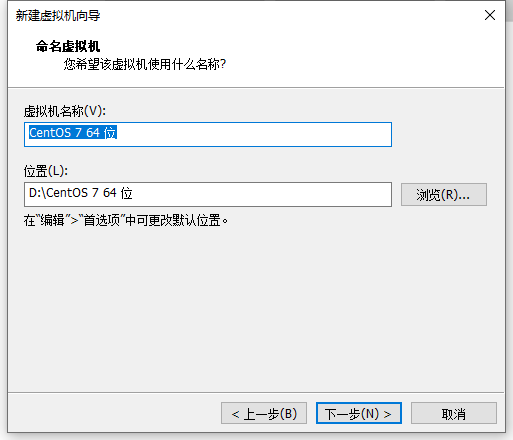 新建虚拟机向导
命名虚拟机
您希望该虚拟机使用什么名称?
虚拟机名称(V):
CentOS 7 64 位
位置(L):
D:\CentOS 7 64 位
浏览(R)...
在“编辑”>“首选项”中可更改默认位置。
< 上一步(B) 下一步(N) > 取消